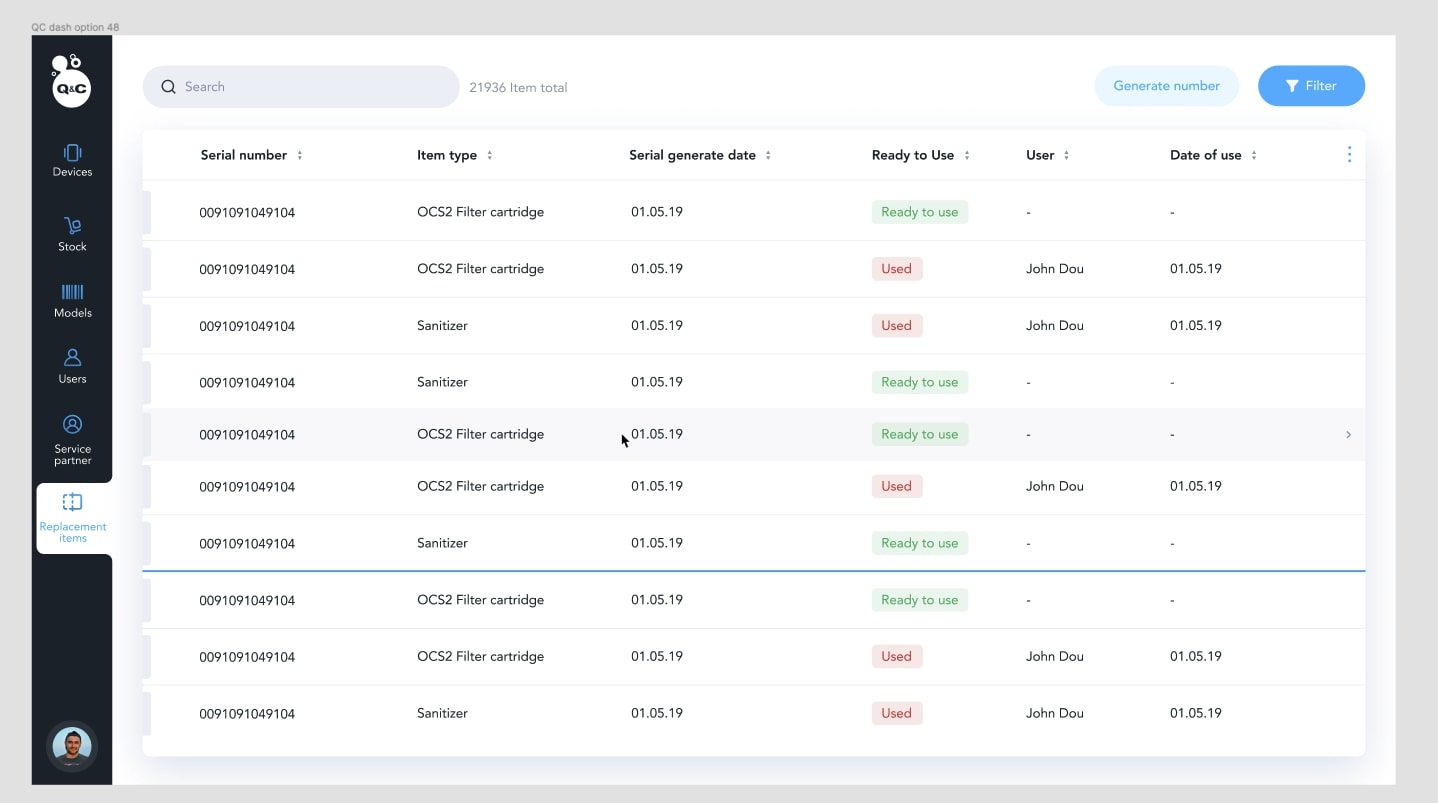 QC dash option 48
Q&C
Search
21936 Item total
Generate number
Filter
Devices
Stock
Models
Users
Service
partner
Replacement
items
Serial number Item type Serial generate date Ready to Use User Date of use
0091091049104 OCS2 Filter cartridge 01.05.19 Ready to use - -
0091091049104 OCS2 Filter cartridge 01.05.19 Used John Dou 01.05.19
0091091049104 Sanitizer 01.05.19 Used John Dou 01.05.19
0091091049104 Sanitizer 01.05.19 Ready to use - -
0091091049104 OCS2 Filter cartridge 01.05.19 Ready to use - -
0091091049104 OCS2 Filter cartridge 01.05.19 Used John Dou 01.05.19
0091091049104 Sanitizer 01.05.19 Ready to use - -
0091091049104 OCS2 Filter cartridge 01.05.19 Ready to use - -
0091091049104 OCS2 Filter cartridge 01.05.19 Used John Dou 01.05.19
0091091049104 Sanitizer 01.05.19 Used John Dou 01.05.19